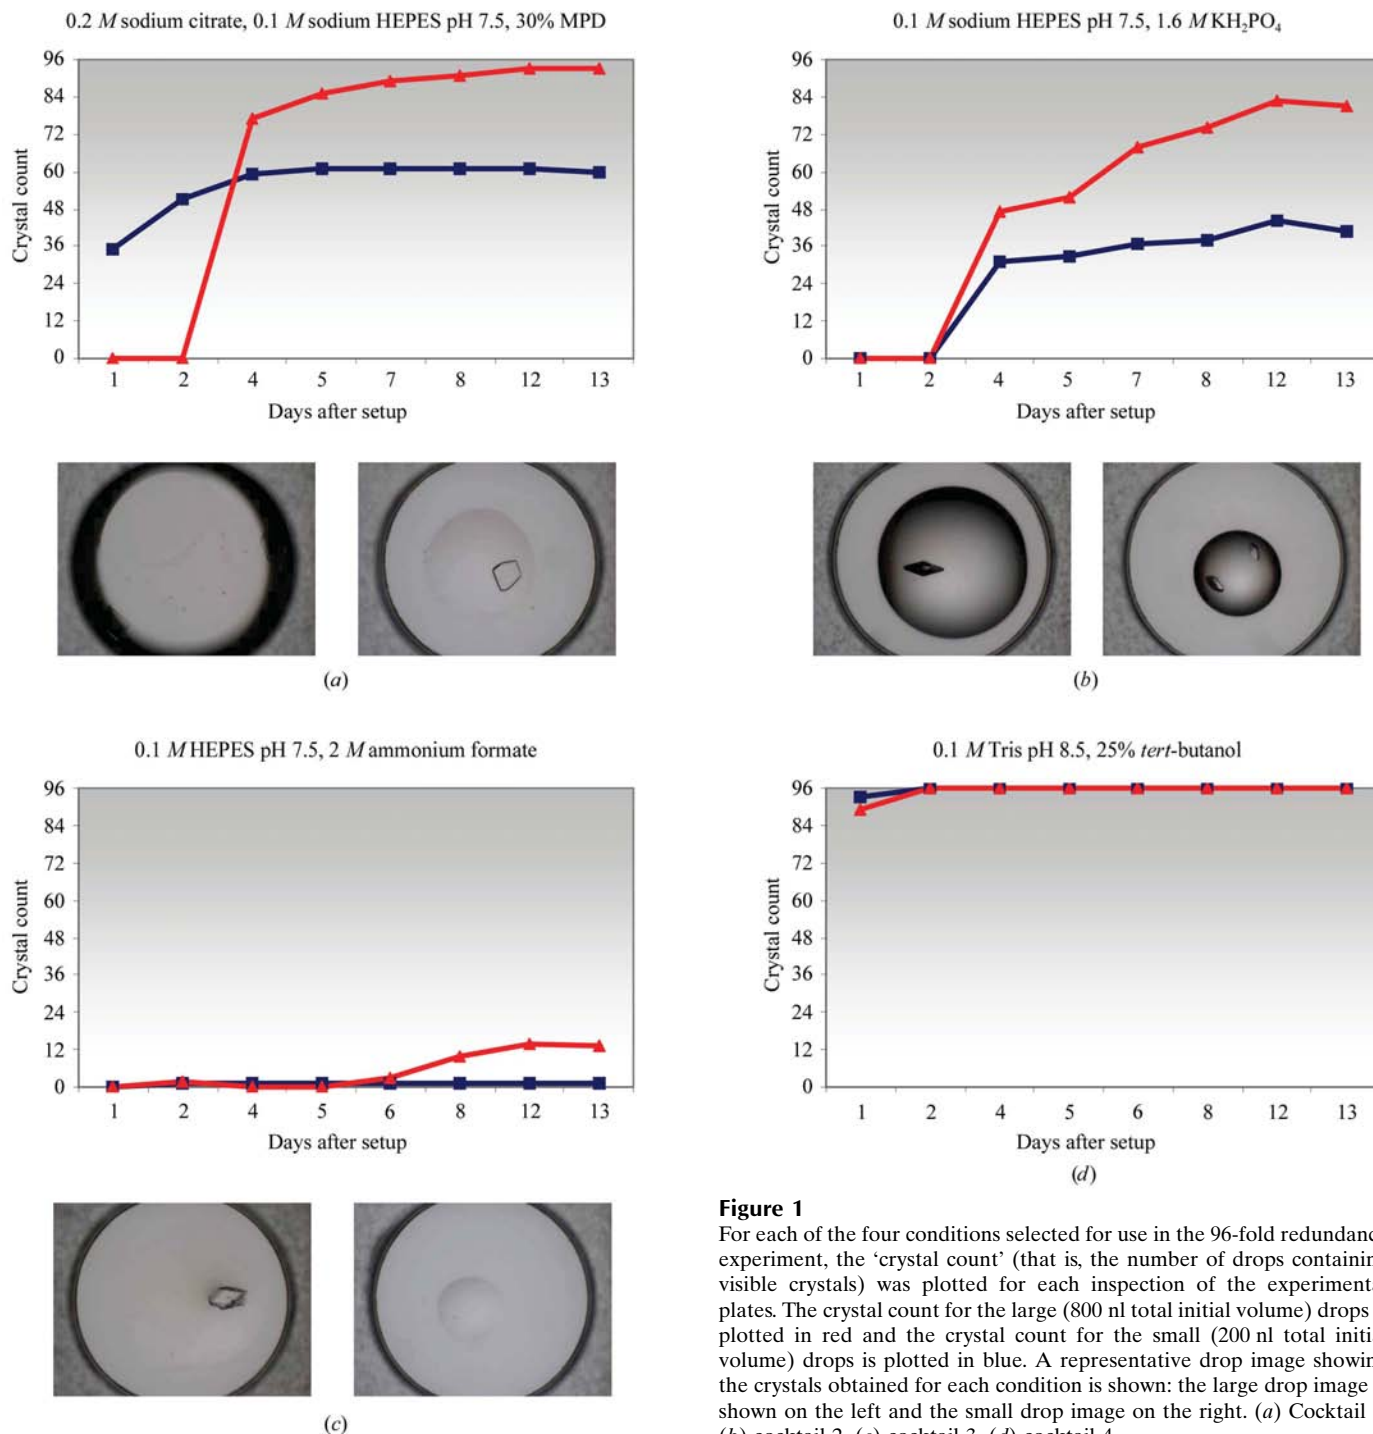 0.2 M sodium citrate, 0.1 M sodium HEPES pH 7.5, 30% MPD
96
84
72
60
48
36
24
12
0
Crystal count
1 2 4 5 7 8 12 13
Days after setup
(a)
0.1 M sodium HEPES pH 7.5, 1.6 M KH₂PO₄
96
84
72
60
48
36
24
12
0
Crystal count
1 2 4 5 7 8 12 13
Days after setup
(b)
0.1 M HEPES pH 7.5, 2 M ammonium formate
96
84
72
60
48
36
24
12
0
Crystal count
1 2 4 5 6 8 12 13
Days after setup
(c)
0.1 M Tris pH 8.5, 25% tert-butanol
96
84
72
60
48
36
24
12
0
Crystal count
1 2 4 5 6 8 12 13
Days after setup
(d)
Figure 1
For each of the four conditions selected for use in the 96-fold redundanc
experiment, the ‘crystal count’ (that is, the number of drops containin
visible crystals) was plotted for each inspection of the experiment
plates. The crystal count for the large (800 nl total initial volume) drops
plotted in red and the crystal count for the small (200 nl total initi
volume) drops is plotted in blue. A representative drop image showin
the crystals obtained for each condition is shown: the large drop image
shown on the left and the small drop image on the right. (a) Cocktail
(b) cocktail 2, (c) cocktail 3, (d) cocktail 4.